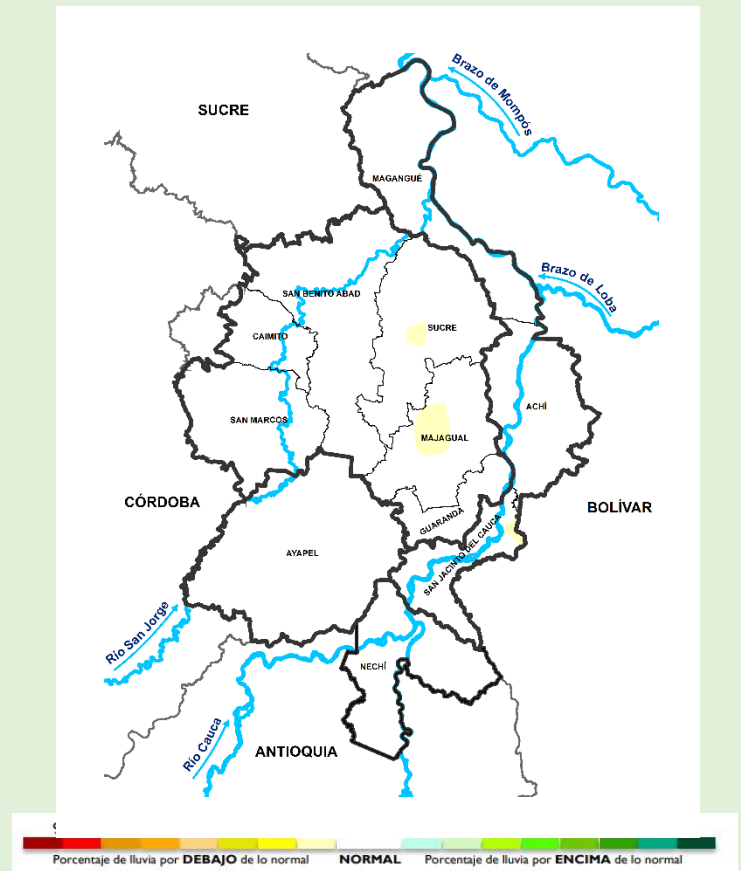 Brazo de Mompós
SUCRE
MAGANGUÉ
Brazo de Loba
SAN BENITO ABAD
SUCRE
CAIMITO
ACHÍ
SAN MARCOS
MAJAGUAL
CÓRDOBA
BOLÍVAR
GUARANDA
AYAPEL
SAN JACINTO DEL CAUCA
Río San Jorge
NECHÍ
Río Cauca
ANTIOQUIA
Porcentaje de lluvia por DEBAJO de lo normal NORMAL Porcentaje de lluvia por ENCIMA de lo normal